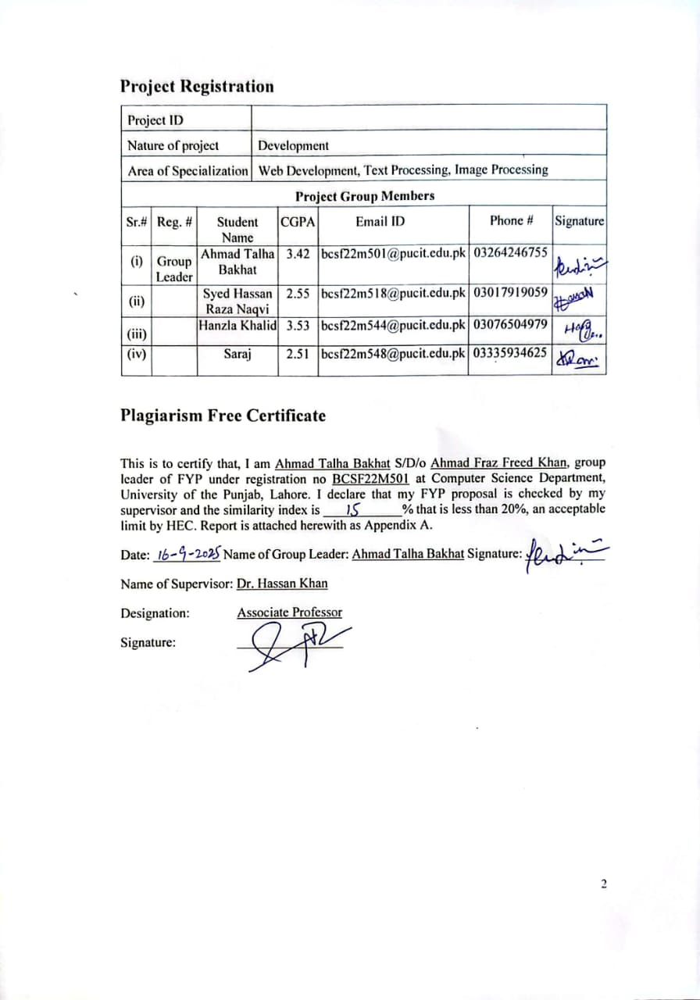 Project Registration
Project ID
Nature of project Development
Area of Specialization Web Development, Text Processing, Image Processing
Project Group Members
Sr.# Reg. # Student Name CGPA Email ID Phone # Signature
(i) Group Leader Ahmad Talha Bakhat 3.42 bcsf22m501@pucit.edu.pk 03264246755
(ii) Syed Hassan Raza Naqvi 2.55 bcsf22m518@pucit.edu.pk 03017919059 Hassan
(iii) Hanzla Khalid 3.53 bcsf22m544@pucit.edu.pk 03076504979
(iv) Saraj 2.51 bcsf22m548@pucit.edu.pk 03335934625
Plagiarism Free Certificate
This is to certify that, I am Ahmad Talha Bakhat S/D/o Ahmad Fraz Freed Khan, group
leader of FYP under registration no BCSF22M501 at Computer Science Department,
University of the Punjab, Lahore. I declare that my FYP proposal is checked by my
supervisor and the similarity index is 15 % that is less than 20%, an acceptable
limit by HEC. Report is attached herewith as Appendix A.
Date: 16-9-2025 Name of Group Leader: Ahmad Talha Bakhat Signature:
Name of Supervisor: Dr. Hassan Khan
Designation: Associate Professor
Signature:
2